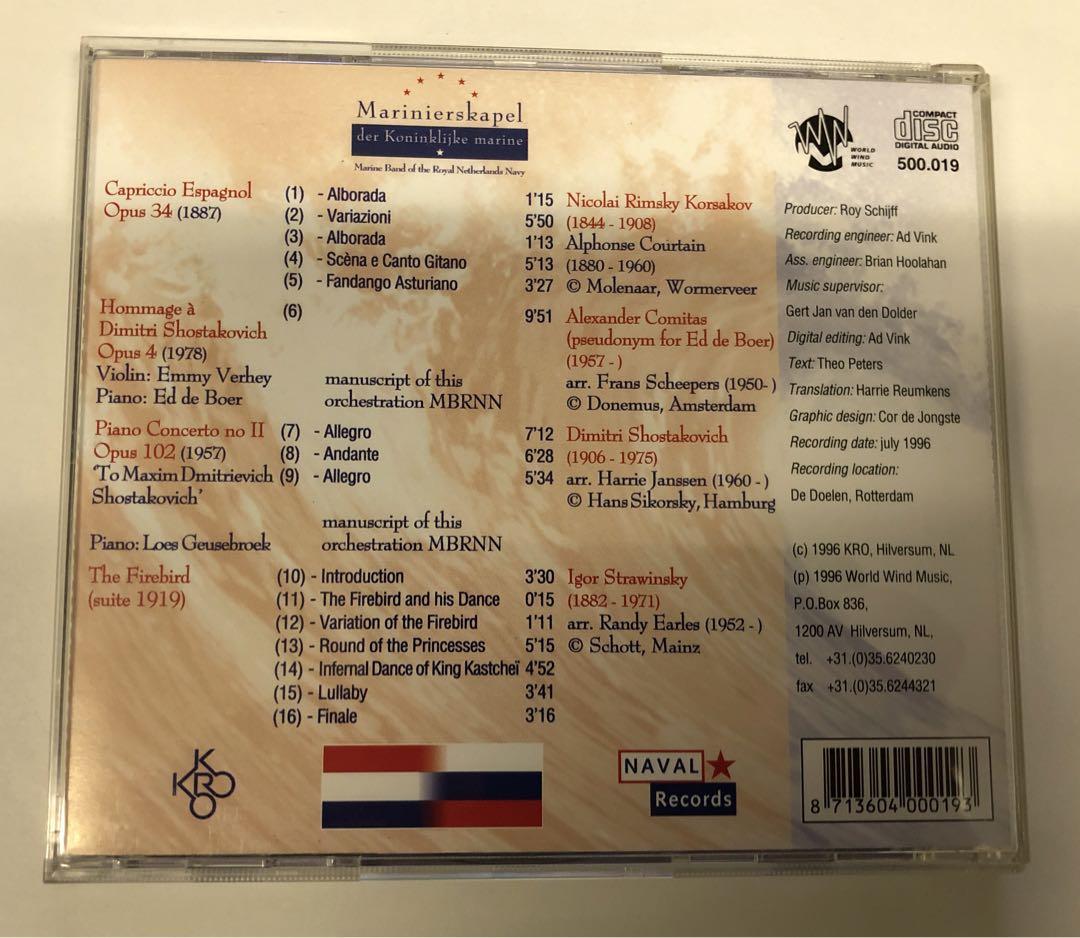 Marinierskapel
der Koninklijke marine
Marine Band of the Royal Netherlands Navy
Capriccio Espagnol
Opus 34 (1887)
(1) - Alborada 1'15
(2) - Variazioni 5'50
(3) - Alborada 1'13
(4) - Scèna e Canto Gitano 5'13
(5) - Fandango Asturiano 3'27
Nicolai Rimsky Korsakov
(1844 - 1908)
Alphonse Courtain
(1880 - 1960)
© Molenaar, Wormerveer
Hommage à
Dimitri Shostakovich
Opus 4 (1978)
Violin: Emmy Verhey
Piano: Ed de Boer
(6) 9'51
manuscript of this
orchestration MBRNN
Alexander Comitas
(pseudonym for Ed de Boer)
(1957 - )
arr. Frans Scheepers (1950- )
© Donemus, Amsterdam
Piano Concerto no II
Opus 102 (1957)
'To Maxim Dmitrievich
Shostakovich'
Piano: Loes Geusebroek
(7) - Allegro 7'12
(8) - Andante 6'28
(9) - Allegro 5'34
manuscript of this
orchestration MBRNN
Dimitri Shostakovich
(1906 - 1975)
arr. Harrie Janssen (1960 - )
© Hans Sikorsky, Hamburg
The Firebird
(suite 1919)
(10) - Introduction 3'30
(11) - The Firebird and his Dance 0'15
(12) - Variation of the Firebird 1'11
(13) - Round of the Princesses 5'15
(14) - Infernal Dance of King Kastcheï 4'52
(15) - Lullaby 3'41
(16) - Finale 3'16
Igor Strawinsky
(1882 - 1971)
arr. Randy Earles (1952 - )
© Schott, Mainz
KRO
KRO
NAVAL
Records
WWM
WORLD
WIND
MUSIC
COMPACT
disc
DIGITAL AUDIO
500.019
Producer: Roy Schijff
Recording engineer: Ad Vink
Ass. engineer: Brian Hoolahan
Music supervisor:
Gert Jan van den Dolder
Digital editing: Ad Vink
Text: Theo Peters
Translation: Harrie Reumkens
Graphic design: Cor de Jongste
Recording date: july 1996
Recording location:
De Doelen, Rotterdam
(c) 1996 KRO, Hilversum, NL
(p) 1996 World Wind Music,
P.O.Box 836,
1200 AV Hilversum, NL,
tel. +31.(0)35.6240230
fax +31.(0)35.6244321
8 713604 000193